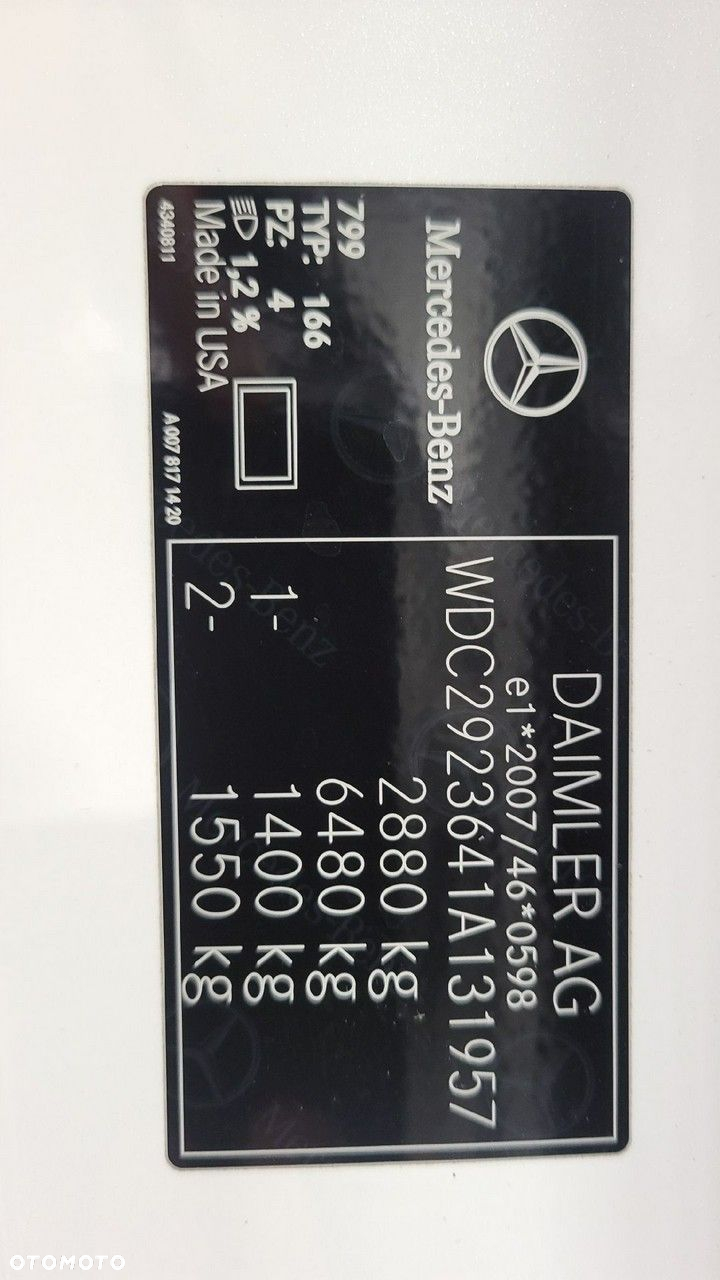 Mercedes-Benz
799
TYP: 166
PZ: 4
1,2 %
Made in USA
4340811
A 007 817 14 20
DAIMLER AG
e1*2007/46*0598
WDC2923641A131957
2880 kg
6480 kg
1- 1400 kg
2- 1550 kg
OTOMOTO